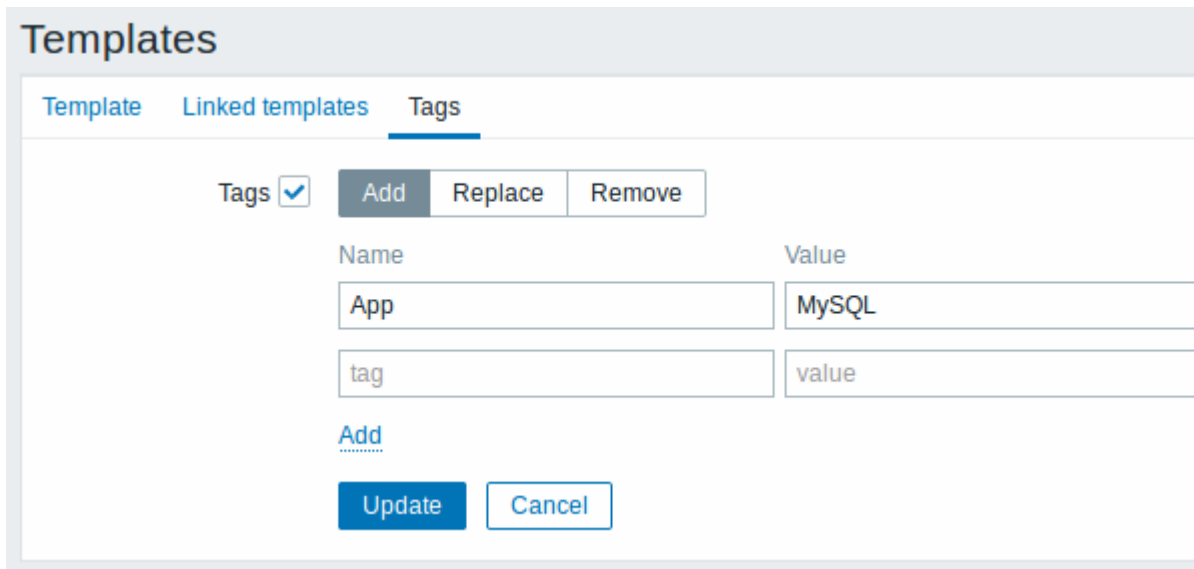 Templates
Template Linked templates Tags
Tags Add Replace Remove
Name Value
App MySQL
tag value
Add
Update Cancel